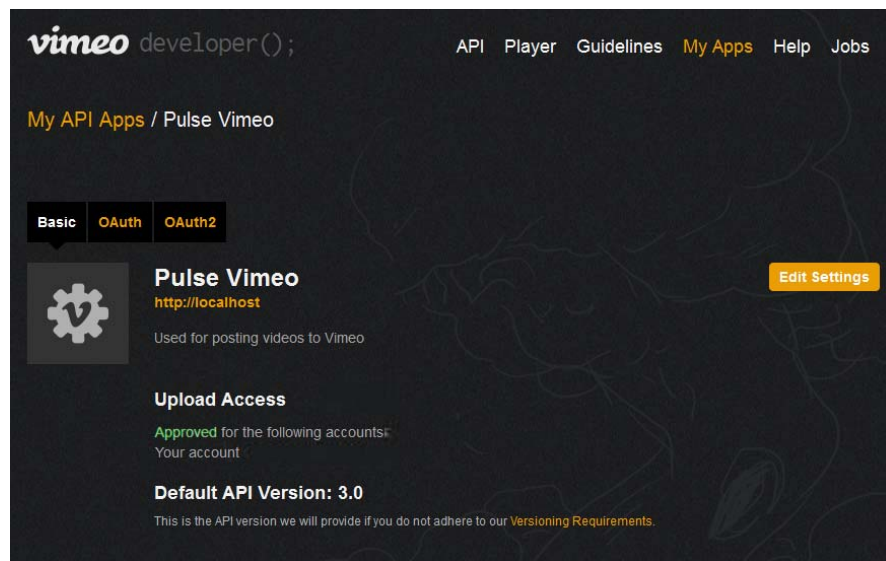 vimeo developer();
API Player Guidelines My Apps Help Jobs
My API Apps / Pulse Vimeo
Basic OAuth OAuth2
Pulse Vimeo
Edit Settings
http://localhost
Used for posting videos to Vimeo
Upload Access
Approved for the following accounts:
Your account
Default API Version: 3.0
This is the API version we will provide if you do not adhere to our Versioning Requirements.